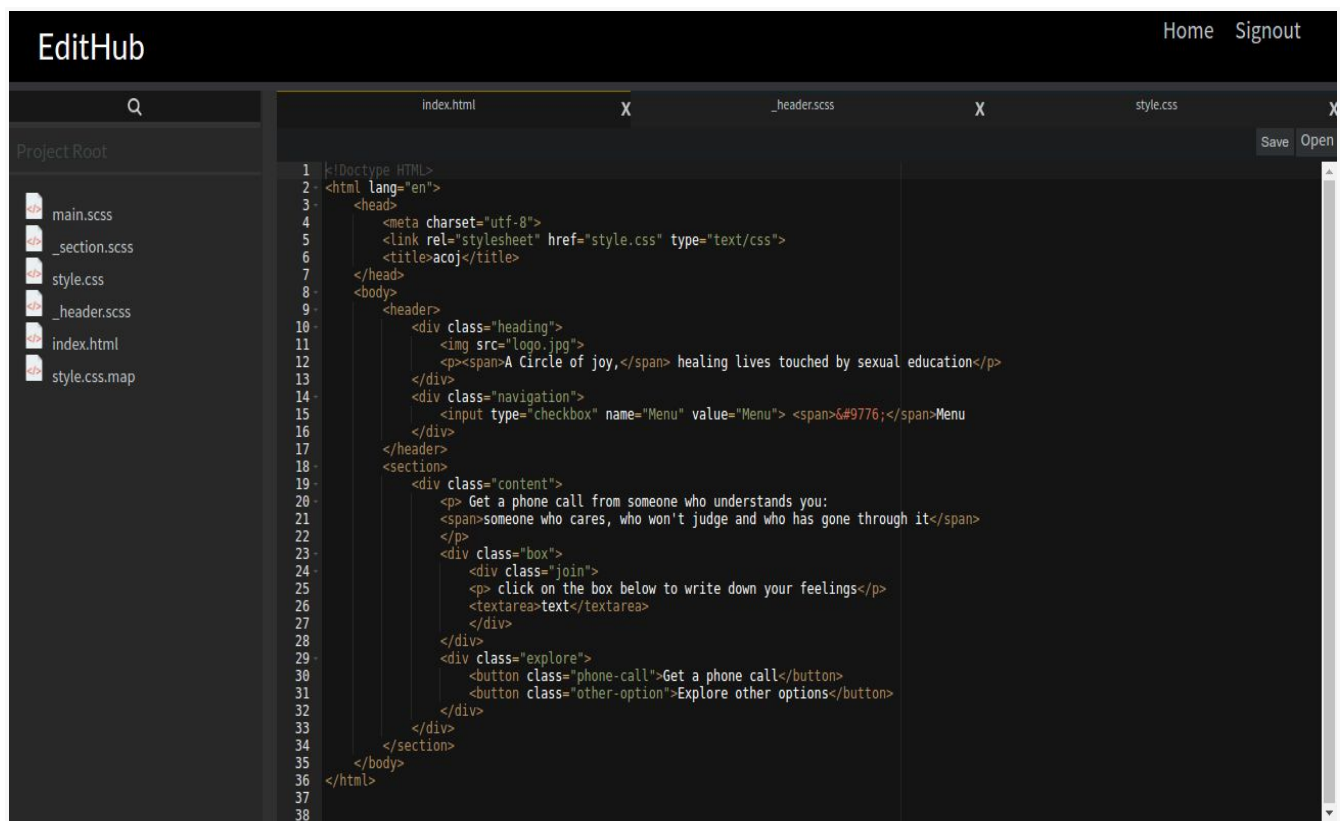 EditHub
Home Signout
index.html X _header.scss X style.css X
Project Root
Save Open
main.scss
_section.scss
style.css
_header.scss
index.html
style.css.map
1 <!Doctype HTML>
2 <html lang="en">
3 <head>
4 <meta charset="utf-8">
5 <link rel="stylesheet" href="style.css" type="text/css">
6 <title>acoj</title>
7 </head>
8 <body>
9 <header>
10 <div class="heading">
11 <img src="logo.jpg">
12 <p><span>A Circle of joy,</span> healing lives touched by sexual education</p>
13 </div>
14 <div class="navigation">
15 <input type="checkbox" name="Menu" value="Menu"> <span>&#9776;</span>Menu
16 </div>
17 </header>
18 <section>
19 <div class="content">
20 <p> Get a phone call from someone who understands you:
21 <span>someone who cares, who won't judge and who has gone through it</span>
22 </p>
23 <div class="box">
24 <div class="join">
25 <p> click on the box below to write down your feelings</p>
26 <textarea>text</textarea>
27 </div>
28 </div>
29 <div class="explore">
30 <button class="phone-call">Get a phone call</button>
31 <button class="other-option">Explore other options</button>
32 </div>
33 </div>
34 </section>
35 </body>
36 </html>
37
38